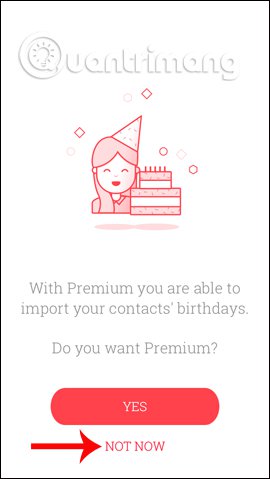 Quantrimang
With Premium you are able to
import your contacts' birthdays.
Do you want Premium?
YES
NOT NOW